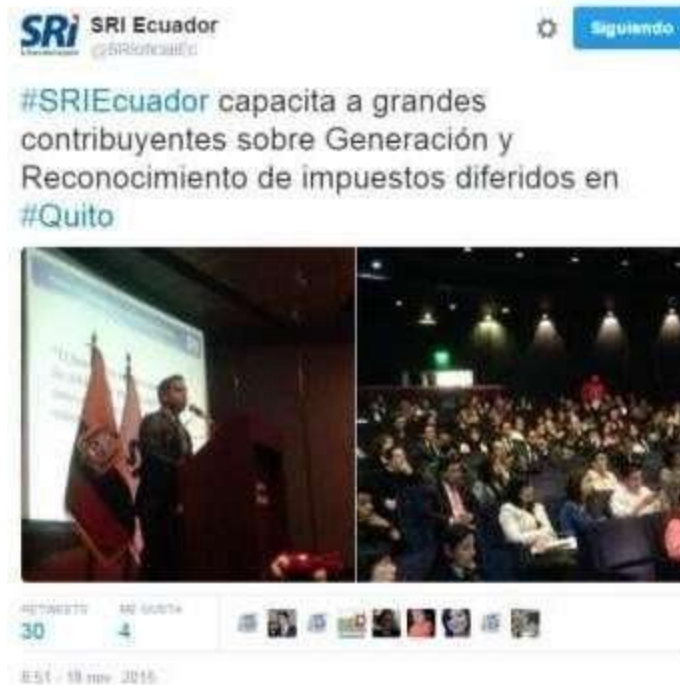 SRi SRI Ecuador
@SRIoficialEc
Siguiendo
#SRIEcuador capacita a grandes
contribuyentes sobre Generación y
Reconocimiento de impuestos diferidos en
#Quito
RETWEETS ME GUSTA
30 4